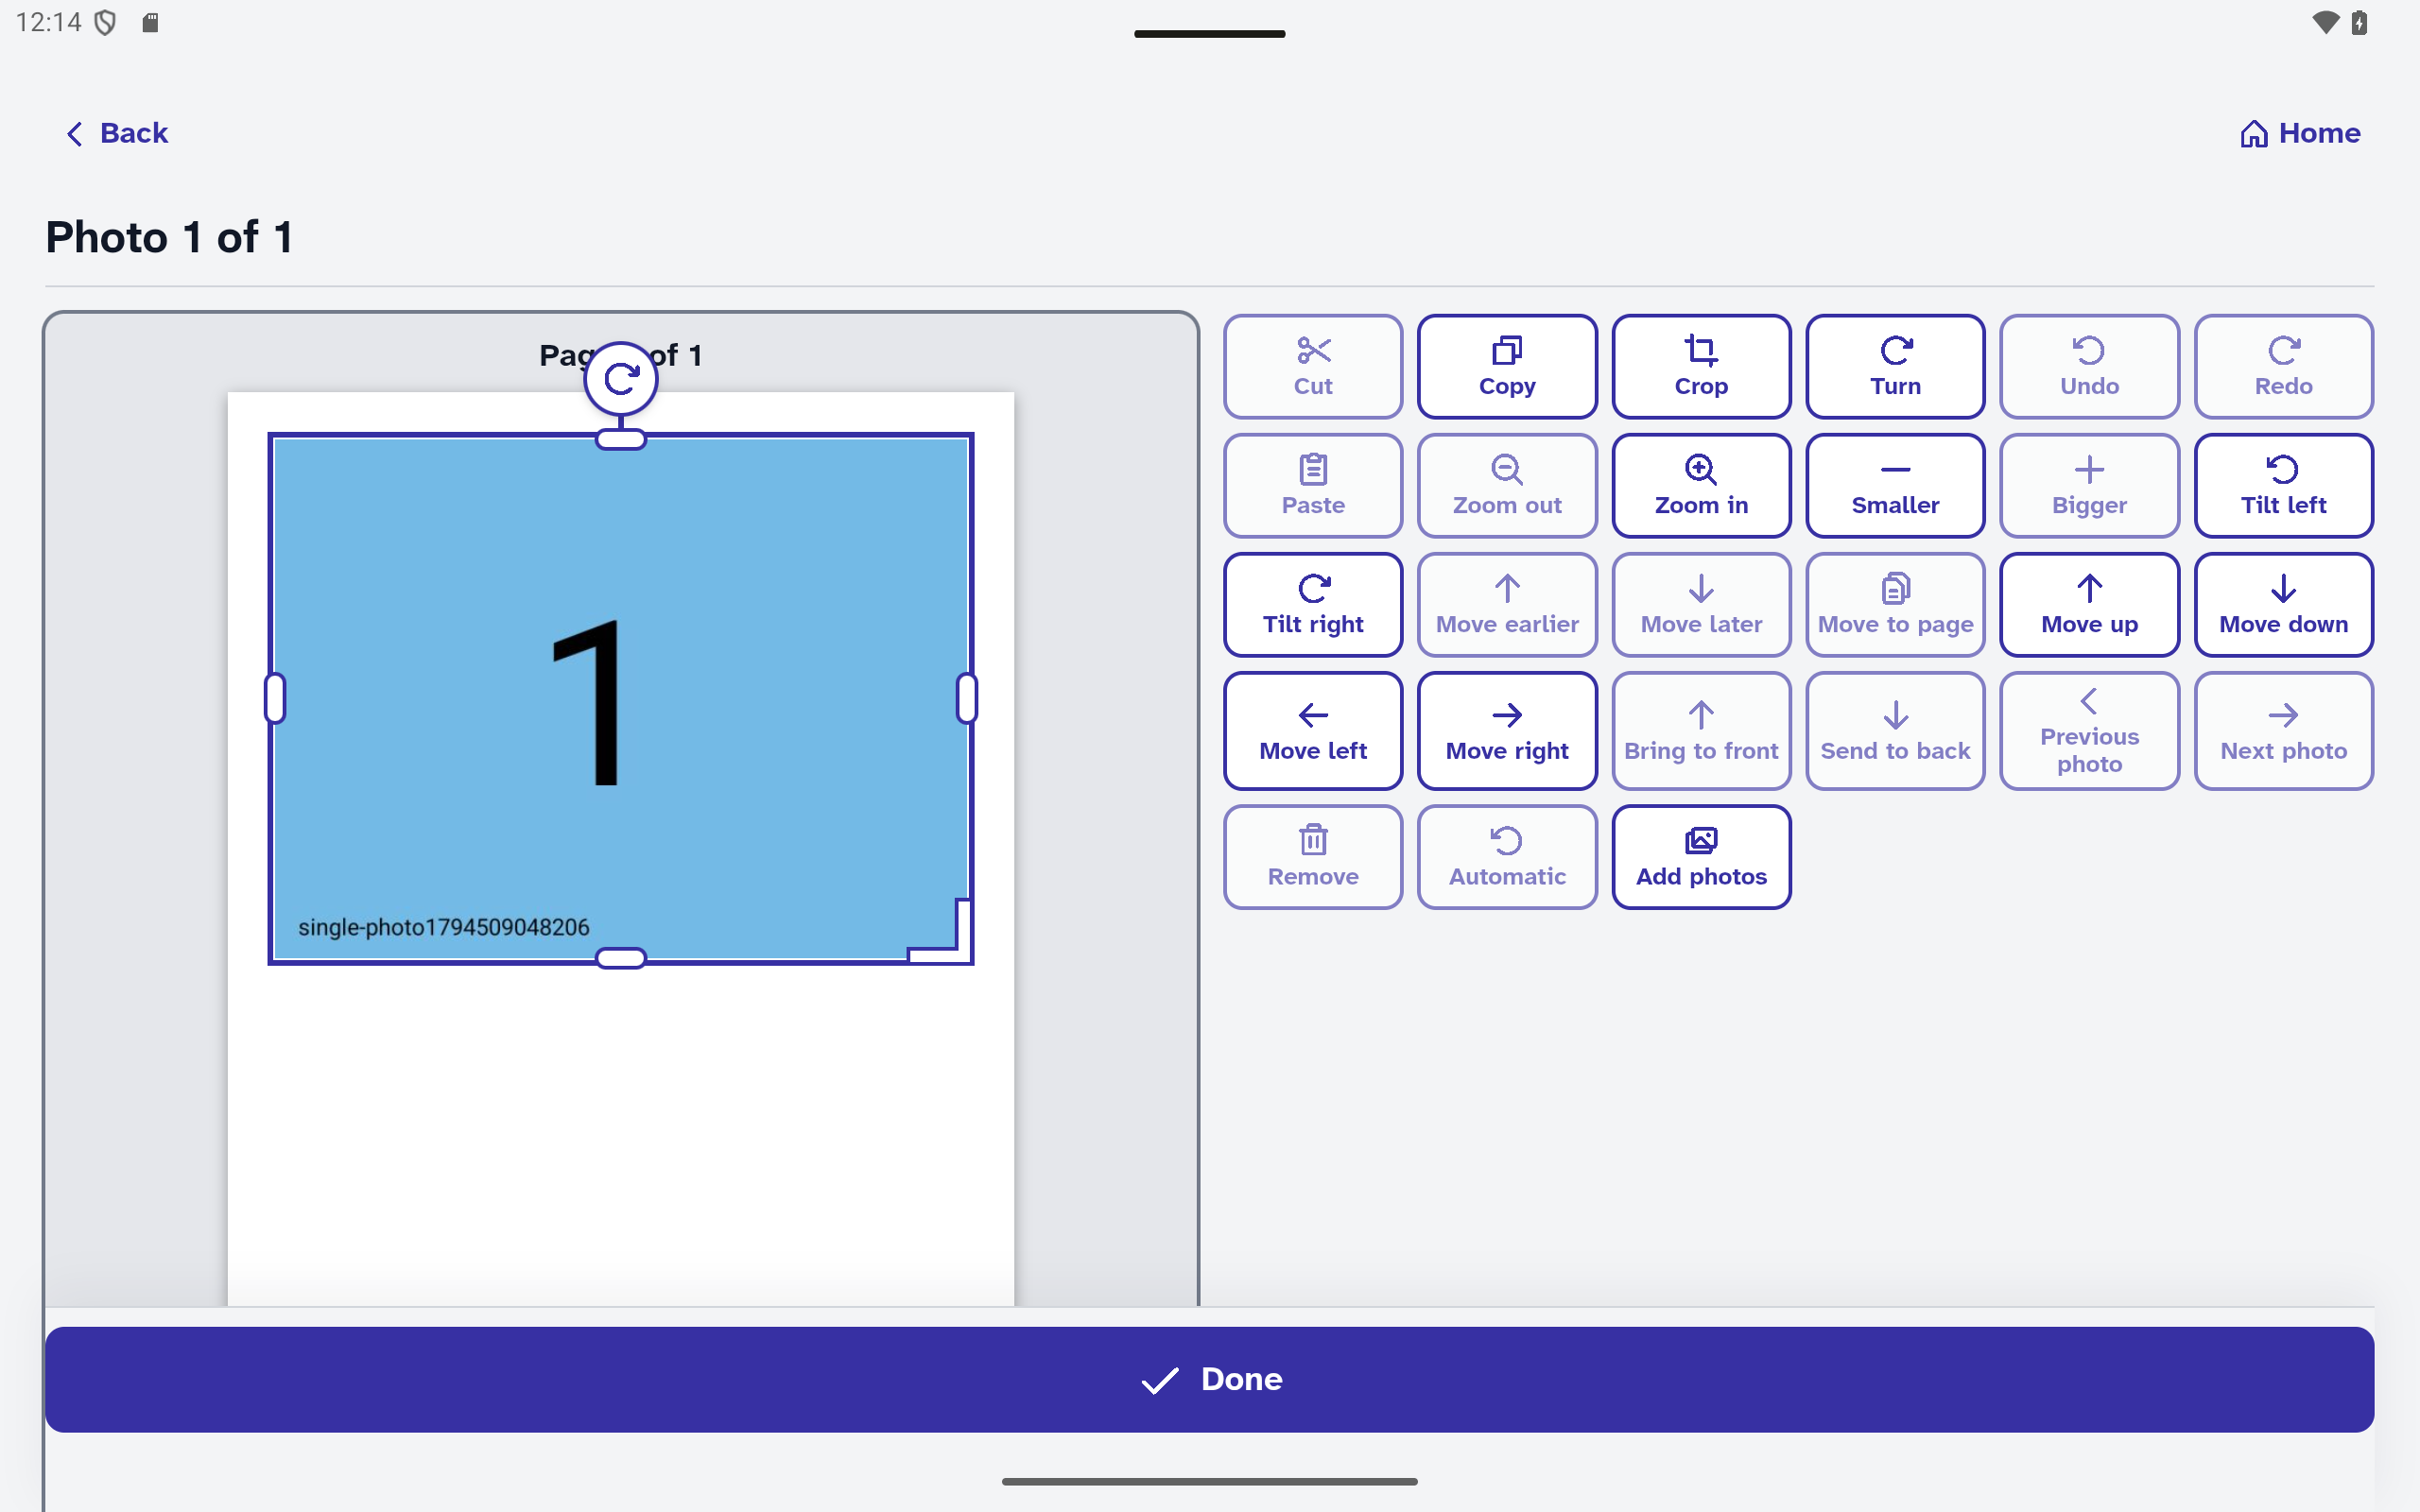 12:14
Back
Home
Photo 1 of 1
of 1
Cut
Copy
Crop
Turn
Undo
Redo
Paste
Zoom out
Zoom in
Smaller
Bigger
Tilt left
Tilt right
Move earlier
Move later
Move to page
Move up
Move down
1
Move left
Move right
Bring to front
Send to back
Previous
photo
Next photo
Remove
Automatic
Add photos
single-photo1794509048206
Done